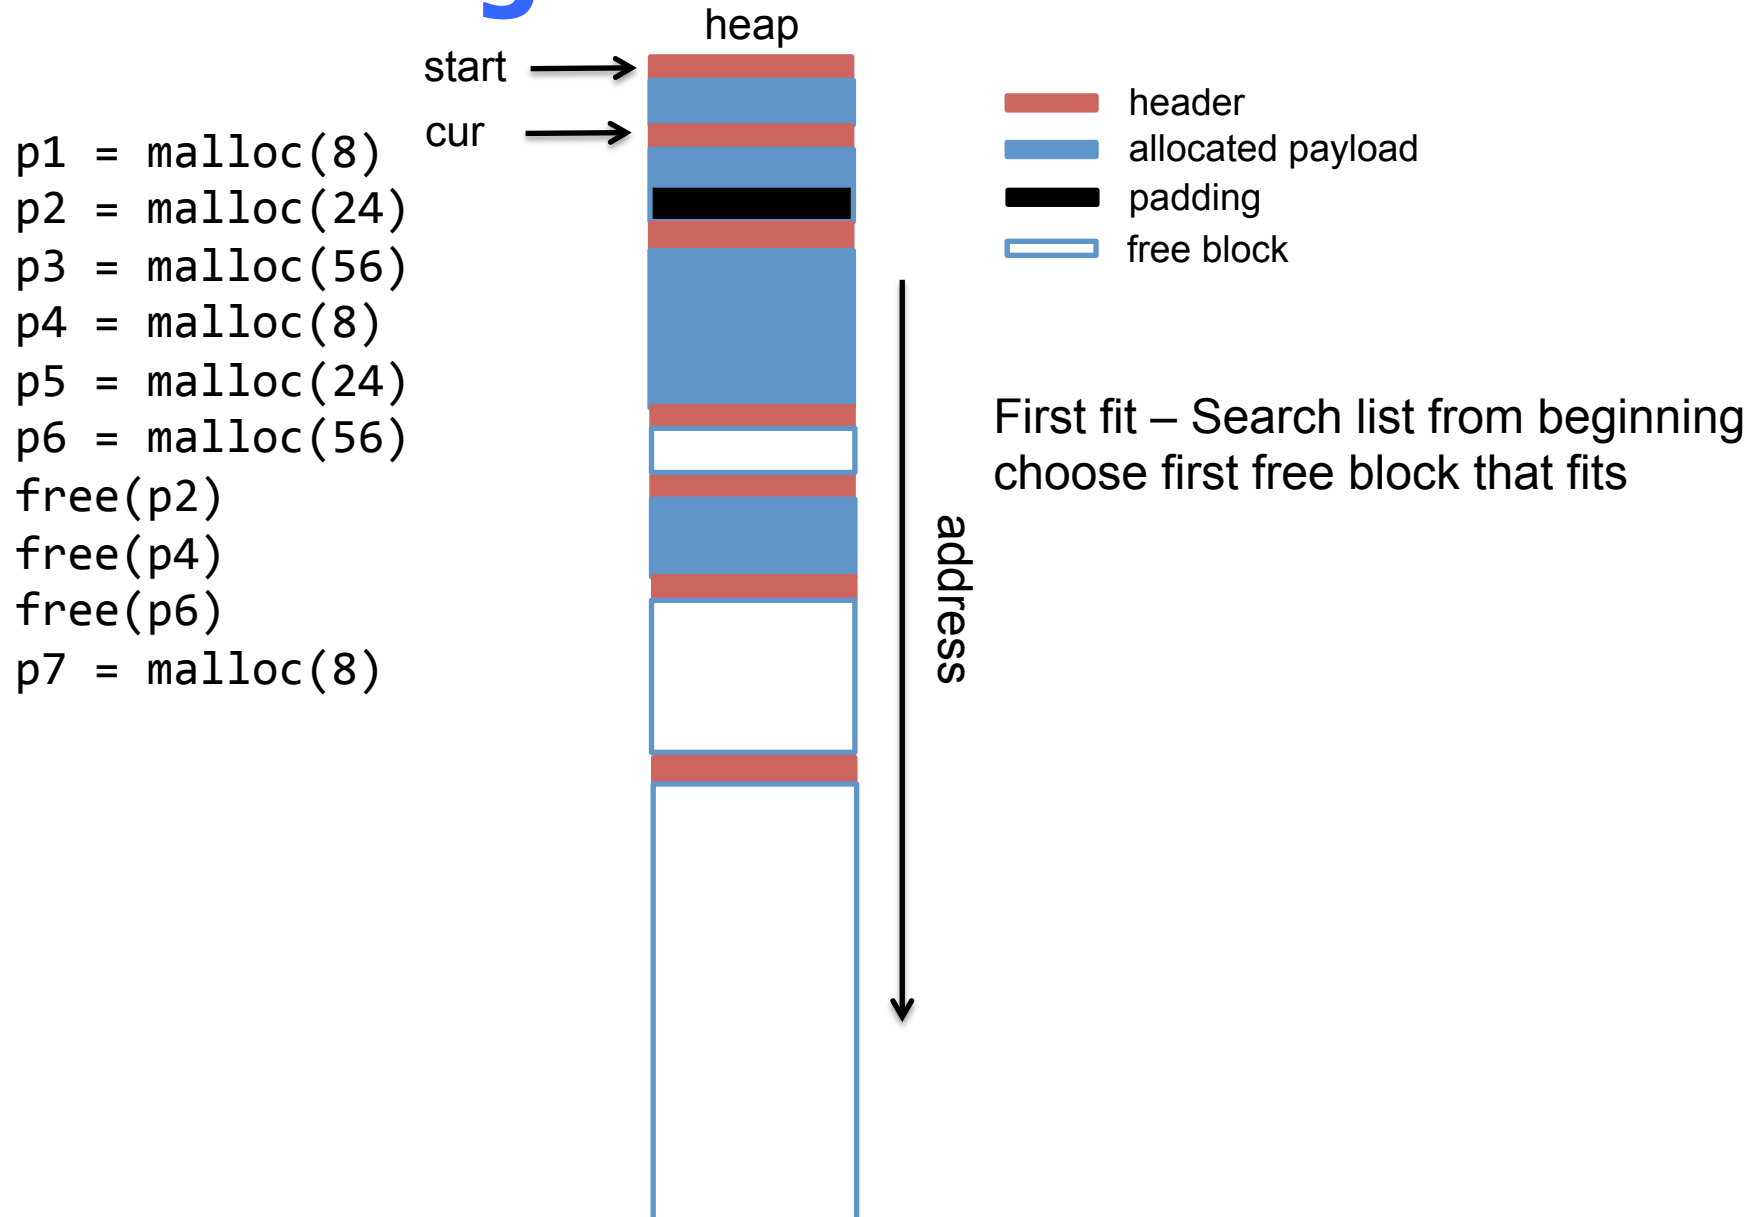 heap
start
cur
p1 = malloc(8)
p2 = malloc(24)
p3 = malloc(56)
p4 = malloc(8)
p5 = malloc(24)
p6 = malloc(56)
free(p2)
free(p4)
free(p6)
p7 = malloc(8)
header
allocated payload
padding
free block
address
First fit – Search list from beginning
choose first free block that fits